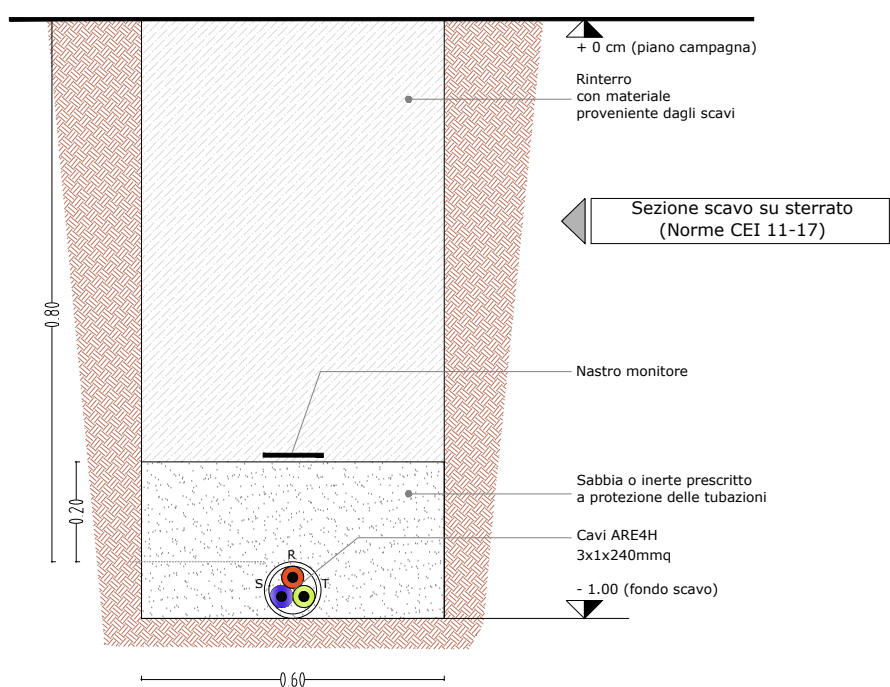 + 0 cm (piano campagna)
Rinterro
con materiale
proveniente dagli scavi
Sezione scavo su sterrato
(Norme CEI 11-17)
0.80
Nastro monitore
0.20
Sabbia o inerte prescritto
a protezione delle tubazioni
Cavi ARE4H
3x1x240mmq
R
S
T
- 1.00 (fondo scavo)
0.60